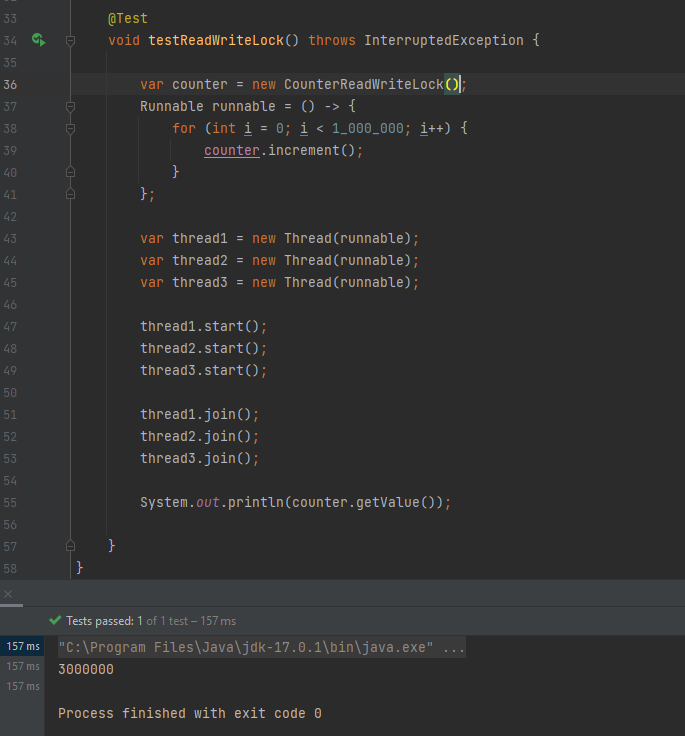 33
@Test
34 void testReadWriteLock() throws InterruptedException {
35
36 var counter = new CounterReadWriteLock();
37 Runnable runnable = () -> {
38 for (int i = 0; i < 1_000_000; i++) {
39 counter.increment();
40 }
41 };
42
43 var thread1 = new Thread(runnable);
44 var thread2 = new Thread(runnable);
45 var thread3 = new Thread(runnable);
46
47 thread1.start();
48 thread2.start();
49 thread3.start();
50
51 thread1.join();
52 thread2.join();
53 thread3.join();
54
55 System.out.println(counter.getValue());
56
57 }
58 }
Tests passed: 1 of 1 test – 157 ms
157 ms "C:\Program Files\Java\jdk-17.0.1\bin\java.exe" ...
157 ms 3000000
157 ms
Process finished with exit code 0